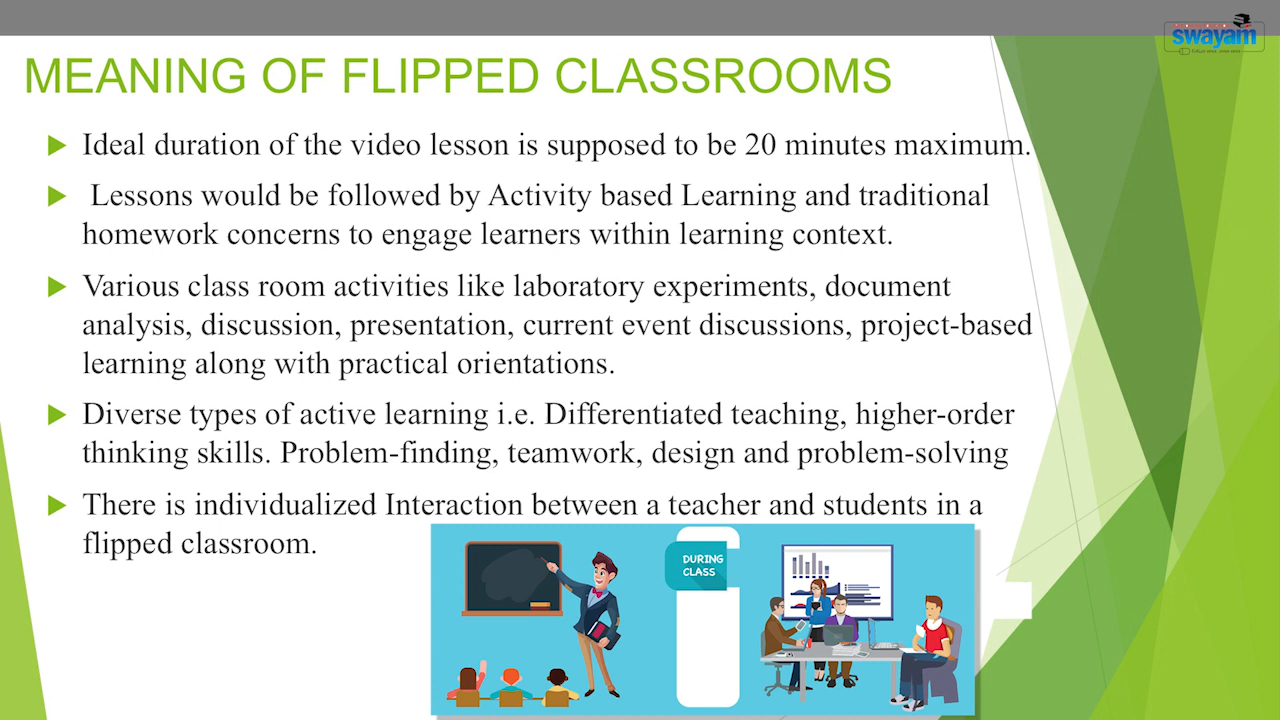 swayam
MEANING OF FLIPPED CLASSROOMS
Ideal duration of the video lesson is supposed to be 20 minutes maximum.
Lessons would be followed by Activity based Learning and traditional
homework concerns to engage learners within learning context.
Various class room activities like laboratory experiments, document
analysis, discussion, presentation, current event discussions, project-based
learning along with practical orientations.
Diverse types of active learning i.e. Differentiated teaching, higher-order
thinking skills. Problem-finding, teamwork, design and problem-solving
There is individualized Interaction between a teacher and students in a
flipped classroom.
DURING
CLASS